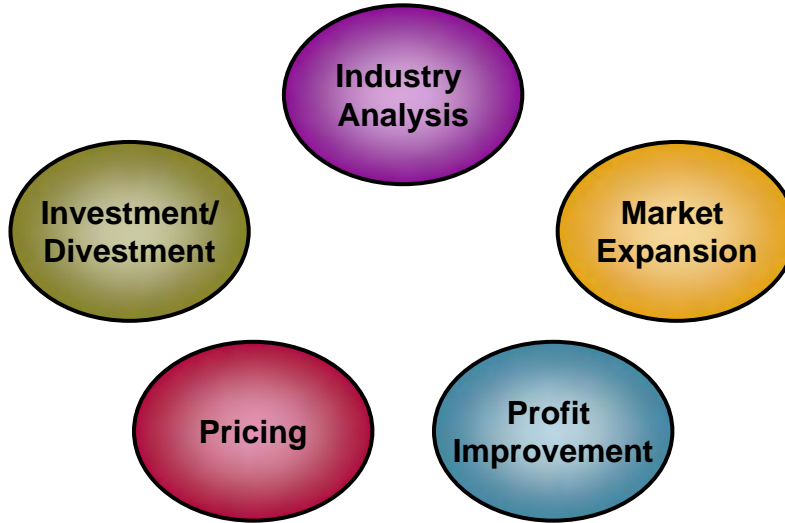 Industry
Analysis
Investment/
Divestment
Market
Expansion
Pricing
Profit
Improvement